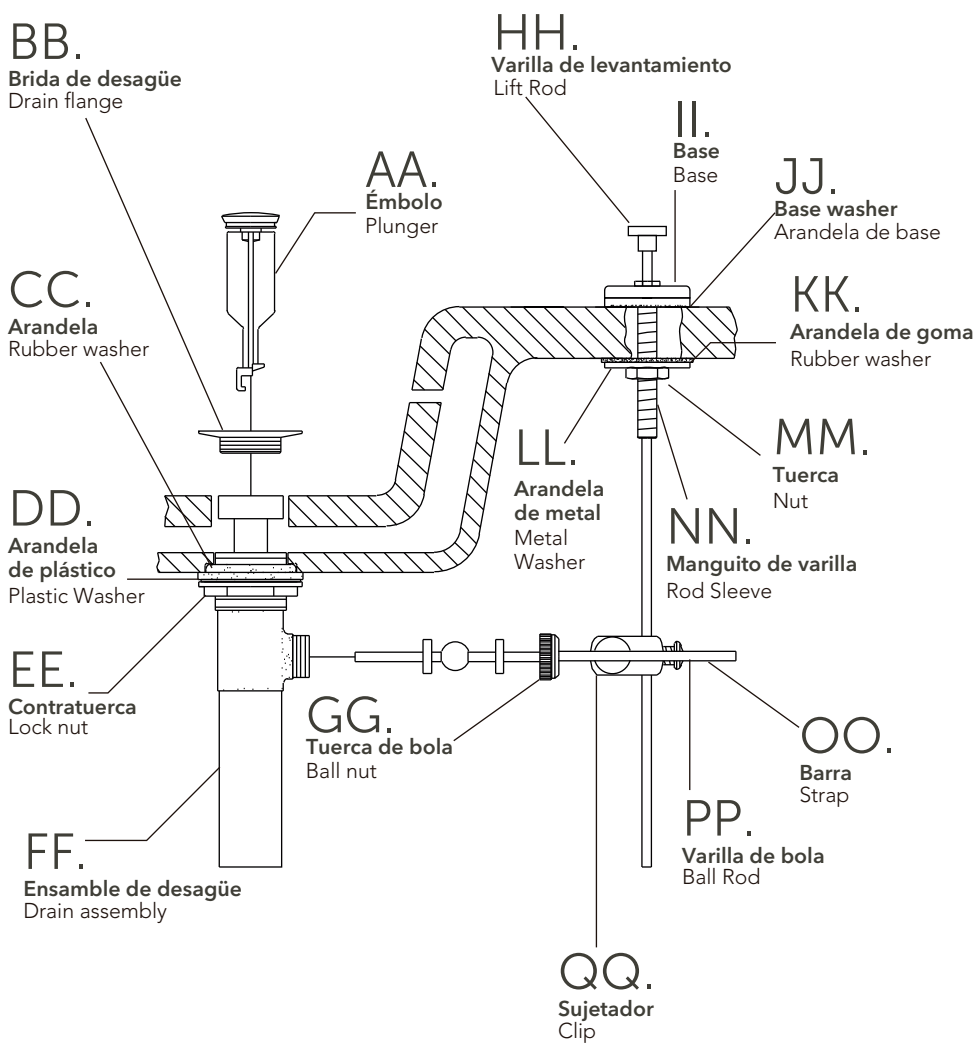 BB.
Brida de desagüe
Drain flange
AA.
Émbolo
Plunger
CC.
Arandela
Rubber washer
DD.
Arandela
de plástico
Plastic Washer
EE.
Contratuerca
Lock nut
FF.
Ensamble de desagüe
Drain assembly
GG.
Tuerca de bola
Ball nut
HH.
Varilla de levantamiento
Lift Rod
II.
Base
Base
JJ.
Base washer
Arandela de base
KK.
Arandela de goma
Rubber washer
LL.
Arandela
de metal
Metal
Washer
MM.
Tuerca
Nut
NN.
Manguito de varilla
Rod Sleeve
OO.
Barra
Strap
PP.
Varilla de bola
Ball Rod
QQ.
Sujetador
Clip